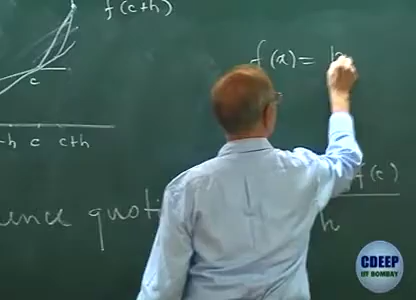 f(c+h)
f(x) =
c
-h c c+h
f(c)
ence quoti
h
CDEEP
IIT BOMBAY